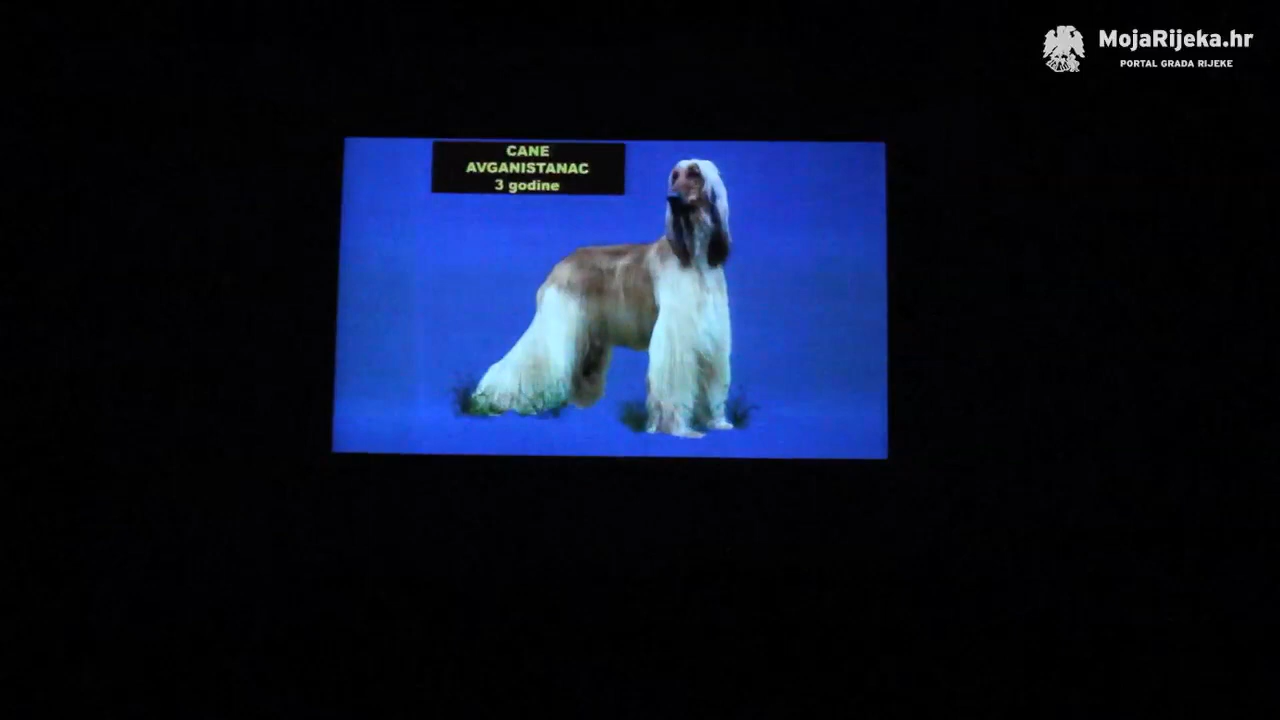 MojaRijeka.hr
PORTAL GRADA RIJEKE
CANE
AVGANISTANAC
3 godine